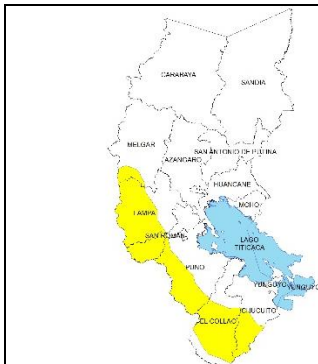 CARABAYA
SANDIA
MELGAR
SAN ANTONIO DE PUTINA
AZANGARO
HUANCANE
MOHO
LAMPA
SAN ROMAN
LAGO
TITICACA
PUNO
YUNGUYO
YUNGUYO
CHUCUITO
EL COLLAO